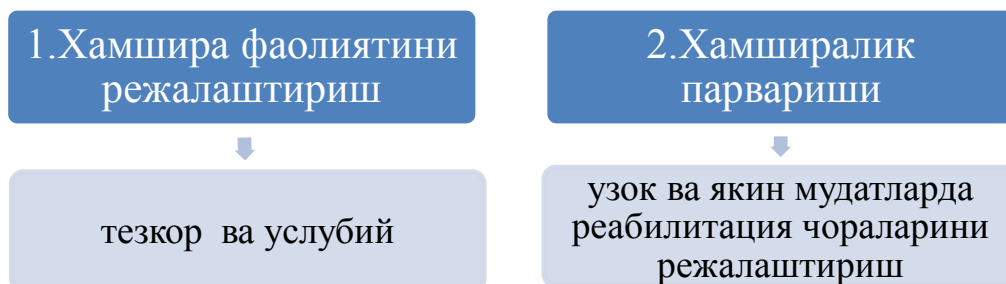 1.Хамшира фаолиятини
режалаштириш
тезкор ва услубий
2.Хамширалик
парвариши
узок ва якин мудатларда
реабилитация чораларини
режалаштириш